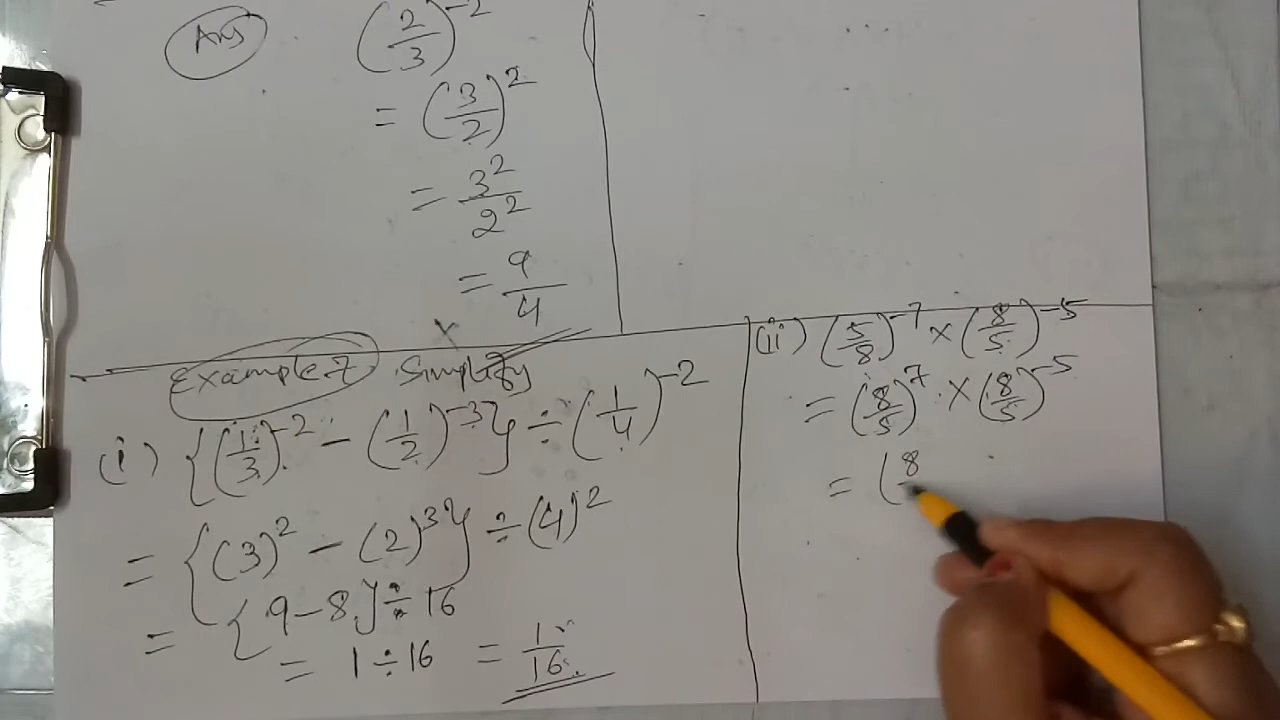 Ans (2/3)^-2
= (3/2)^2
= 3^2/2^2
= 9/4
Example 7 Simplify
(i) {(1/3)^-2 - (1/2)^-3} ÷ (1/4)^-2
= {(3)^2 - (2)^3} ÷ (4)^2
= {9-8} ÷ 16
= 1 ÷ 16 = 1/16
(ii) (5/8)^-7 × (8/5)^-5
= (8/5)^7 × (8/5)^-5
= (8